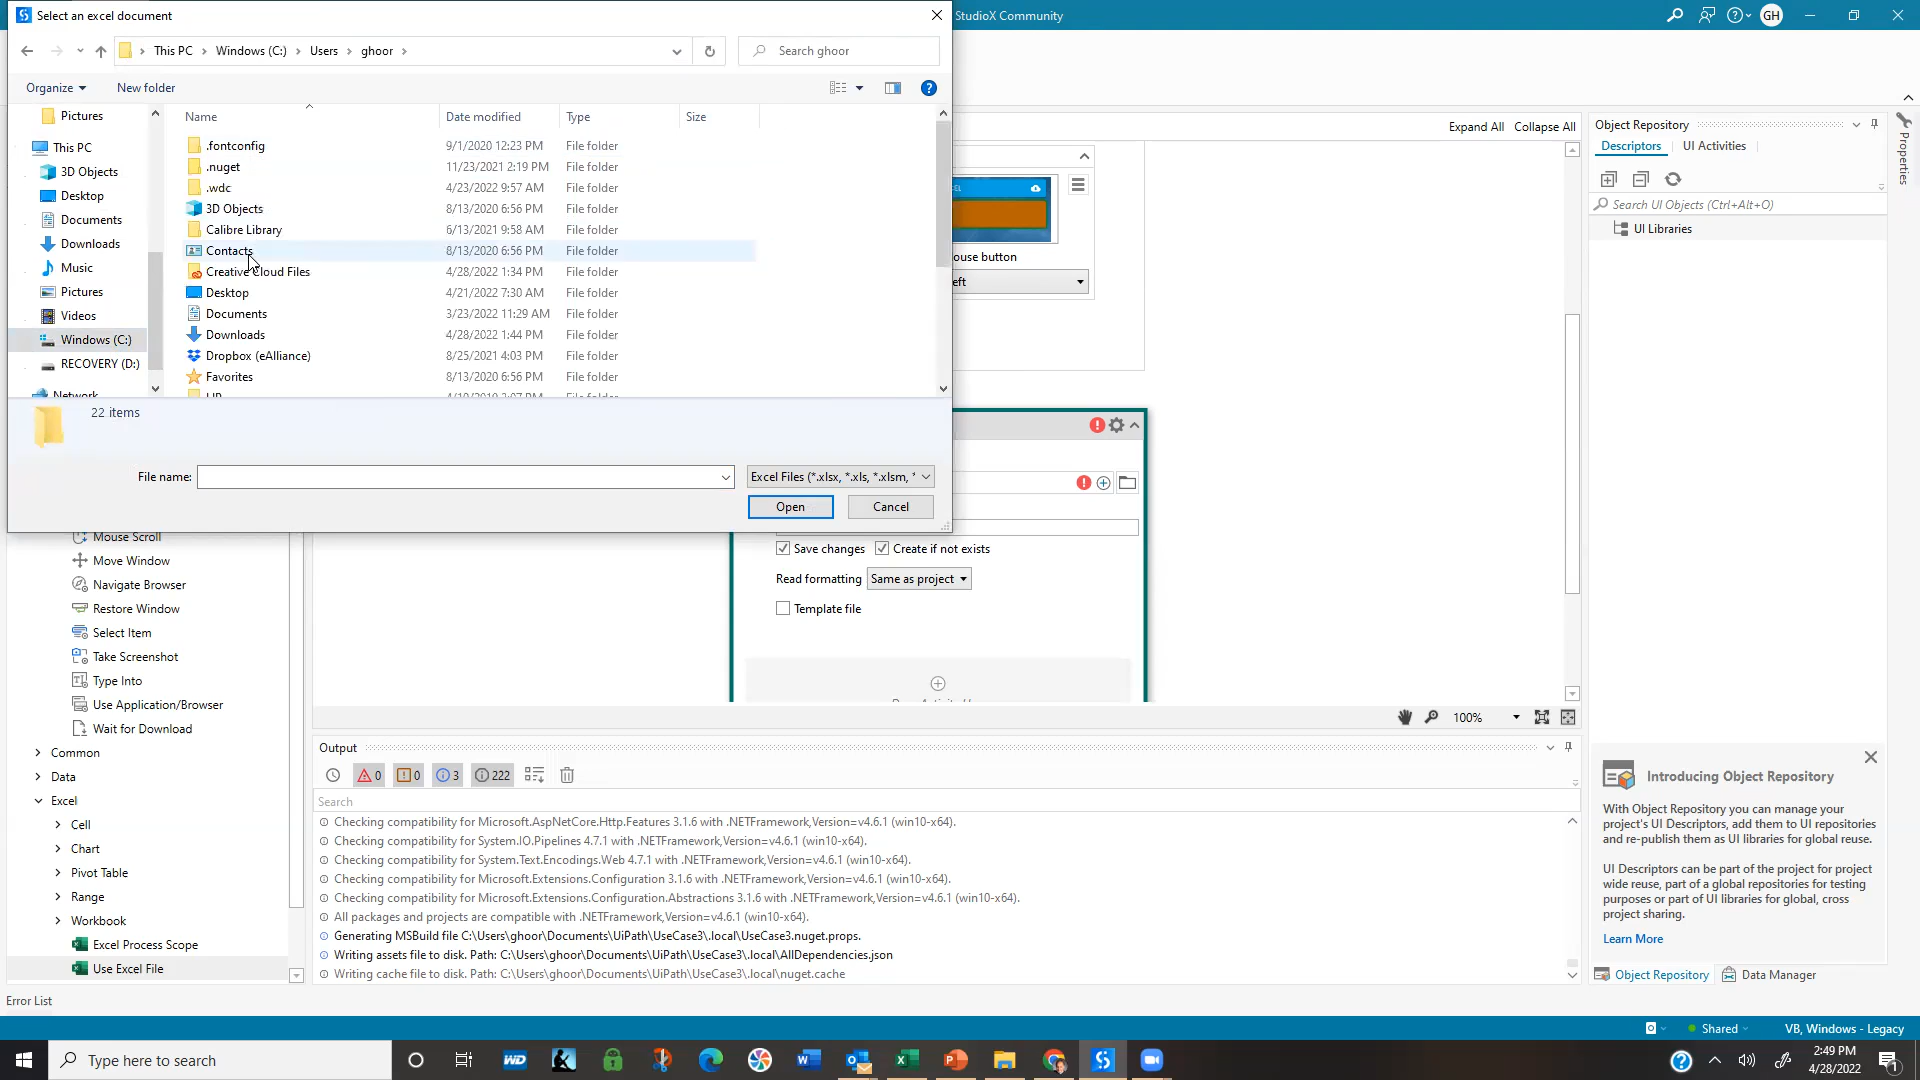 Select an excel document
StudioX Community
GH
This PC > Windows (C:) > Users > ghoor >
Search ghoor
Organize
New folder
Name
Date modified
Type
Size
Pictures
This PC
3D Objects
Desktop
Documents
Downloads
Music
Pictures
Videos
Windows (C:)
RECOVERY (D:)
Network
.fontconfig 9/1/2020 12:23 PM File folder
.nuget 11/23/2021 2:19 PM File folder
.wdc 4/23/2022 9:57 AM File folder
3D Objects 8/13/2020 6:56 PM File folder
Calibre Library 6/13/2021 9:58 AM File folder
Contacts 8/13/2020 6:56 PM File folder
Creative Cloud Files 4/28/2022 1:34 PM File folder
Desktop 4/21/2022 7:30 AM File folder
Documents 3/23/2022 11:29 AM File folder
Downloads 4/28/2022 1:44 PM File folder
Dropbox (eAlliance) 8/25/2021 4:03 PM File folder
Favorites 8/13/2020 6:56 PM File folder
22 items
File name:
Excel Files (*.xlsx, *.xls, *.xlsm, *
Open
Cancel
Expand All Collapse All
ouse button
eft
Save changes Create if not exists
Read formatting Same as project
Template file
100%
Mouse Scroll
Move Window
Navigate Browser
Restore Window
Select Item
Take Screenshot
Type Into
Use Application/Browser
Wait for Download
Common
Data
Excel
Cell
Chart
Pivot Table
Range
Workbook
Excel Process Scope
Use Excel File
Output
0 0 3 222
Search
Checking compatibility for Microsoft.AspNetCore.Http.Features 3.1.6 with .NETFramework,Version=v4.6.1 (win10-x64).
Checking compatibility for System.IO.Pipelines 4.7.1 with .NETFramework,Version=v4.6.1 (win10-x64).
Checking compatibility for System.Text.Encodings.Web 4.7.1 with .NETFramework,Version=v4.6.1 (win10-x64).
Checking compatibility for Microsoft.Extensions.Configuration 3.1.6 with .NETFramework,Version=v4.6.1 (win10-x64).
Checking compatibility for Microsoft.Extensions.Configuration.Abstractions 3.1.6 with .NETFramework,Version=v4.6.1 (win10-x64).
All packages and projects are compatible with .NETFramework,Version=v4.6.1 (win10-x64).
Generating MSBuild file C:\Users\ghoor\Documents\UiPath\UseCase3\.local\UseCase3.nuget.props.
Writing assets file to disk. Path: C:\Users\ghoor\Documents\UiPath\UseCase3\.local\AllDependencies.json
Writing cache file to disk. Path: C:\Users\ghoor\Documents\UiPath\UseCase3\.local\nuget.cache
Object Repository
Descriptors UI Activities
Search UI Objects (Ctrl+Alt+O)
UI Libraries
Properties
Introducing Object Repository
With Object Repository you can manage your
project's UI Descriptors, add them to UI repositories
and re-publish them as UI libraries for global reuse.
UI Descriptors can be part of the project for project
wide reuse, part of a global repositories for testing
purposes or part of UI libraries for global, cross
project sharing.
Learn More
Object Repository Data Manager
Error List
Shared VB, Windows - Legacy
Type here to search
2:49 PM
4/28/2022